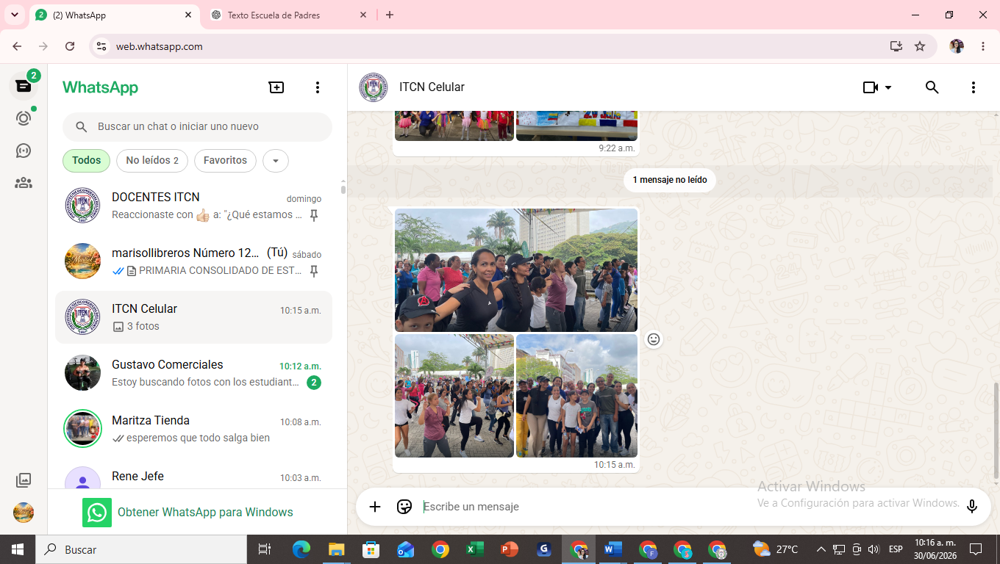 2
(2) WhatsApp
Texto Escuela de Padres
web.whatsapp.com
2
WhatsApp
Buscar un chat o iniciar uno nuevo
Todos
No leídos 2
Favoritos
DOCENTES ITCN
domingo
Reaccionaste con 👍🏻 a: "¿Qué estamos ...
marisollibreros Número 12... (Tú)
sábado
PRIMARIA CONSOLIDADO DE EST...
ITCN Celular
10:15 a.m.
3 fotos
Gustavo Comerciales
10:12 a.m.
Estoy buscando fotos con los estudiant...
2
Maritza Tienda
10:08 a.m.
esperemos que todo salga bien
Rene Jefe
10:03 a.m.
Obtener WhatsApp para Windows
ITCN Celular
9:22 a.m.
1 mensaje no leído
10:15 a.m.
Escribe un mensaje
Activar Windows
Ve a Configuración para activar Windows.
Buscar
27°C
ESP
10:16 a. m.
30/06/2026